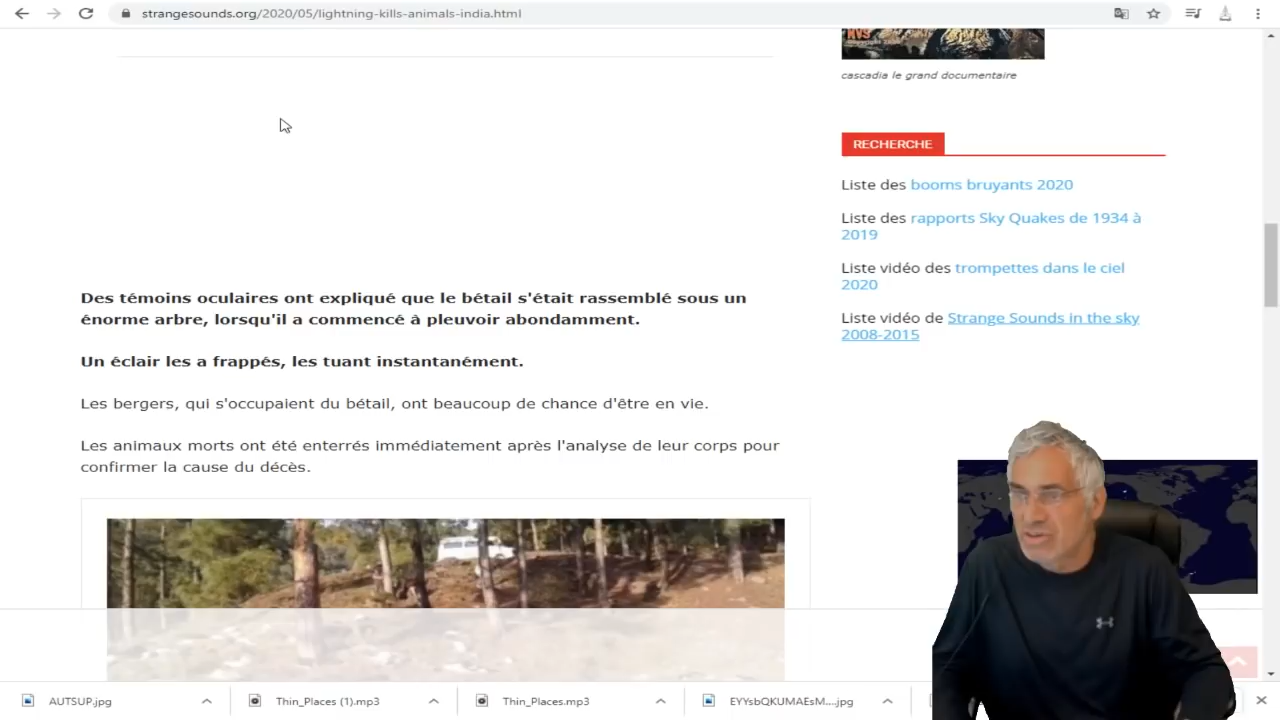 strangesounds.org/2020/05/lightning-kills-animals-india.html
cascadia le grand documentaire
RECHERCHE
Liste des booms bruyants 2020
Liste des rapports Sky Quakes de 1934 à
2019
Liste vidéo des trompettes dans le ciel
2020
Liste vidéo de Strange Sounds in the sky
2008-2015
Des témoins oculaires ont expliqué que le bétail s'était rassemblé sous un
énorme arbre, lorsqu'il a commencé à pleuvoir abondamment.
Un éclair les a frappés, les tuant instantanément.
Les bergers, qui s'occupaient du bétail, ont beaucoup de chance d'être en vie.
Les animaux morts ont été enterrés immédiatement après l'analyse de leur corps pour
confirmer la cause du décès.
AUTSUP.jpg
Thin_Places (1).mp3
Thin_Places.mp3
EYYsbQKUMAEsM....jpg